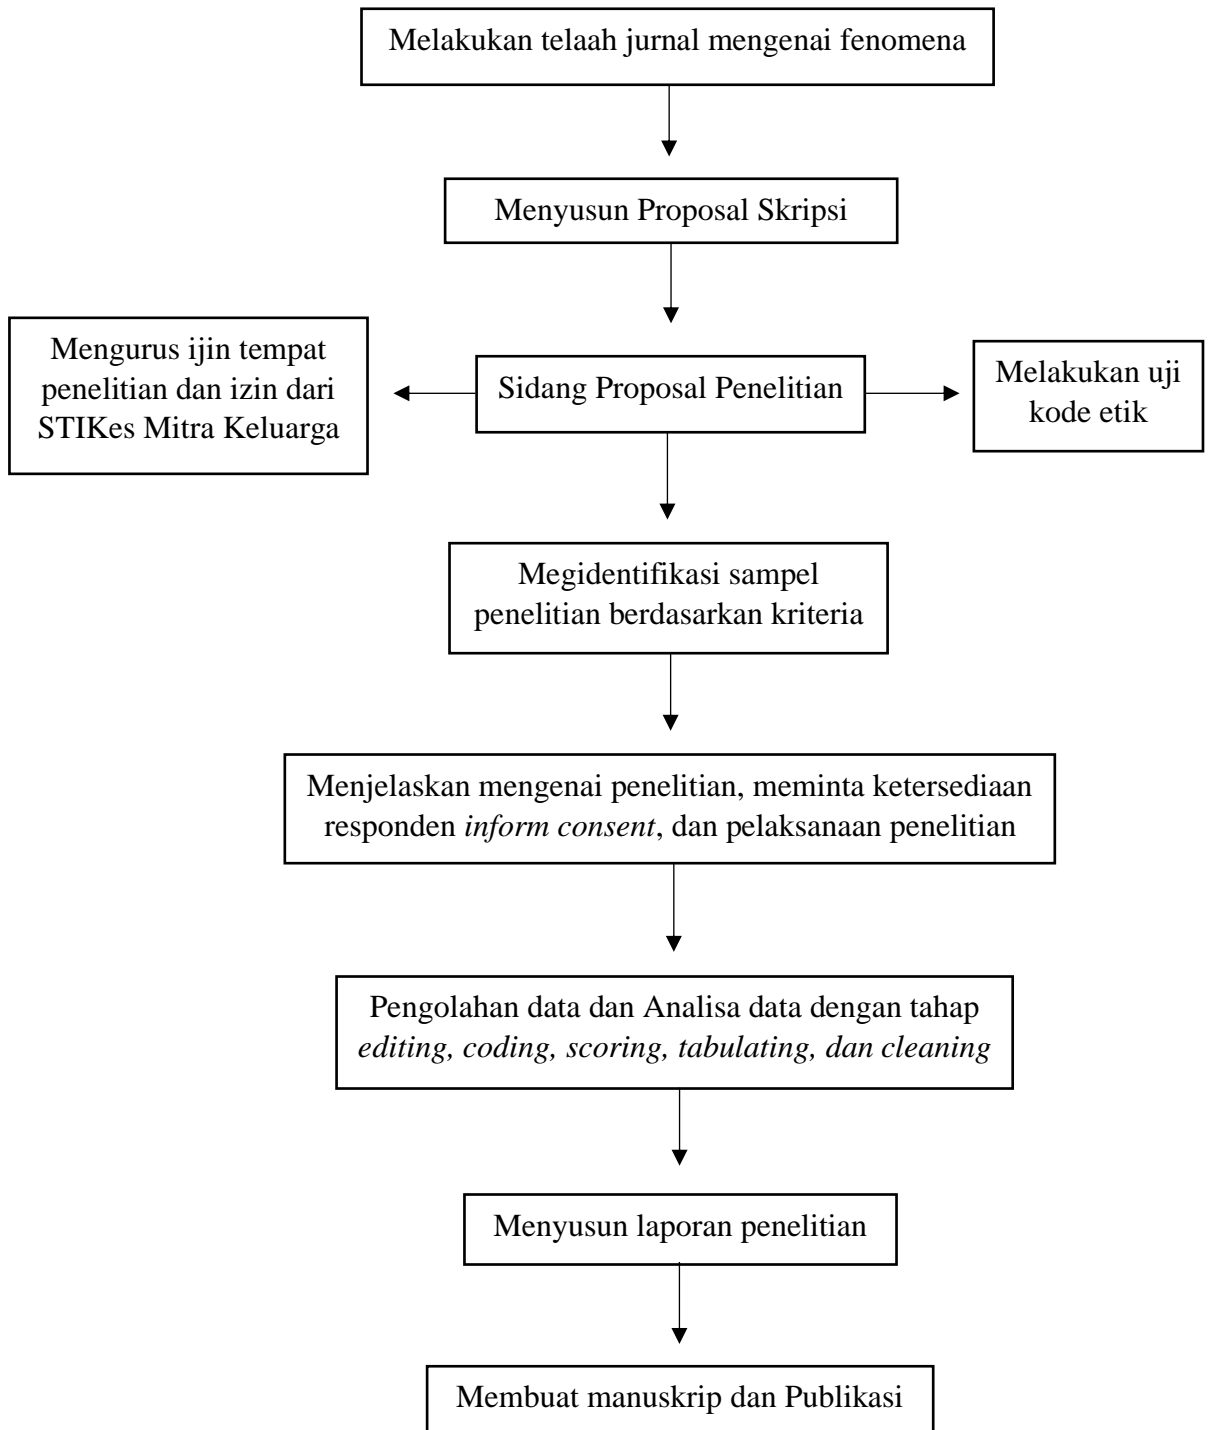 Melakukan telaah jurnal mengenai fenomena
Menyusun Proposal Skripsi
Mengurus ijin tempat
penelitian dan izin dari
STIKes Mitra Keluarga
Sidang Proposal Penelitian
Melakukan uji
kode etik
Megidentifikasi sampel
penelitian berdasarkan kriteria
Menjelaskan mengenai penelitian, meminta ketersediaan
responden inform consent, dan pelaksanaan penelitian
Pengolahan data dan Analisa data dengan tahap
editing, coding, scoring, tabulating, dan cleaning
Menyusun laporan penelitian
Membuat manuskrip dan Publikasi